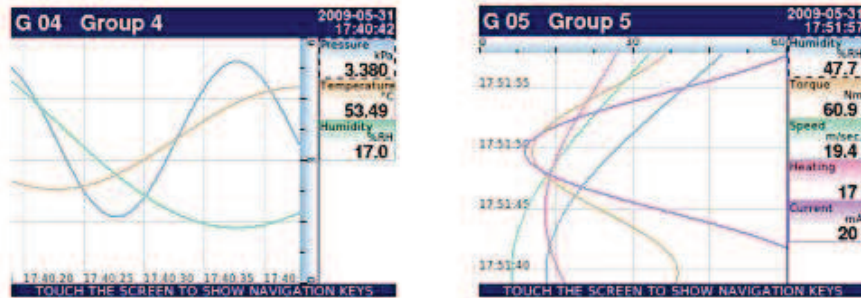 G 04 Group 4
2009-05-31
17:40:42
Pressure
kPa
3.380
Temperature
°C
53.49
Humidity
%RH
17.0
17:40:20 17:40:25 17:40:30 17:40:35 17:40:
TOUCH THE SCREEN TO SHOW NAVIGATION KEYS
G 05 Group 5
2009-05-31
17:51:57
0 30 60
Humidity
%RH
47.7
Torque
Nm
60.9
Speed
m/sec.
19.4
Heating
17
Current
mA
20
17:51:55
17:51:50
17:51:45
17:51:40
TOUCH THE SCREEN TO SHOW NAVIGATION KEYS